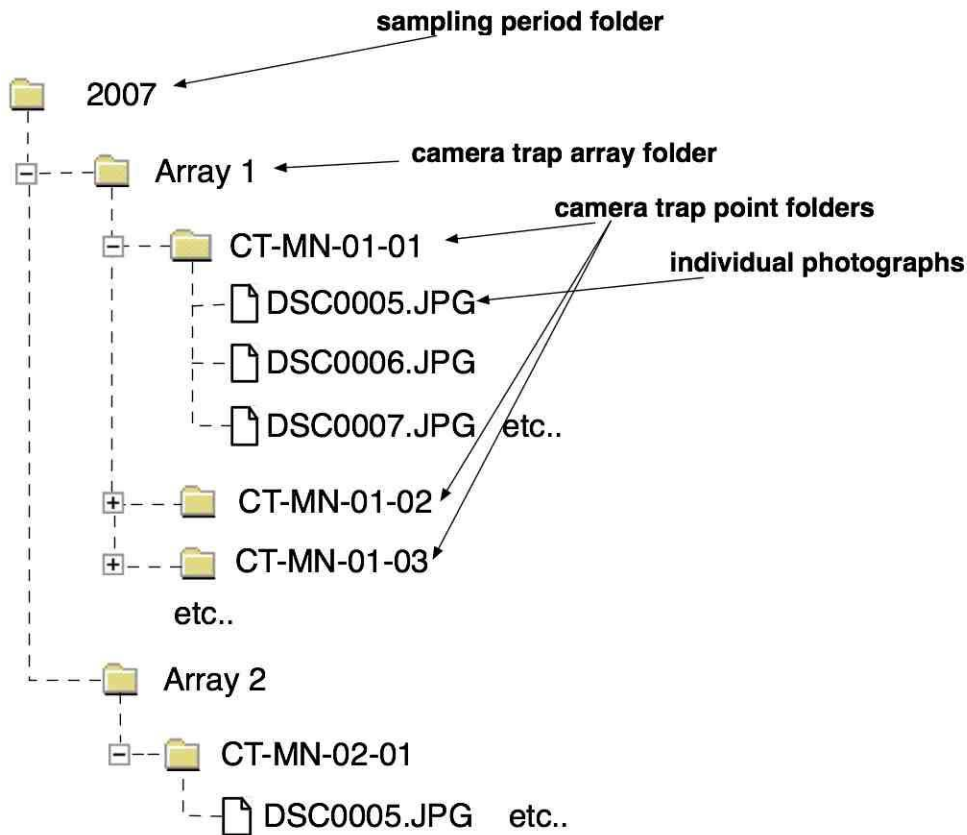 sampling period folder
2007
Array 1
camera trap array folder
camera trap point folders
CT-MN-01-01
individual photographs
DSC0005.JPG
DSC0006.JPG
DSC0007.JPG etc..
CT-MN-01-02
CT-MN-01-03
etc..
Array 2
CT-MN-02-01
DSC0005.JPG etc..